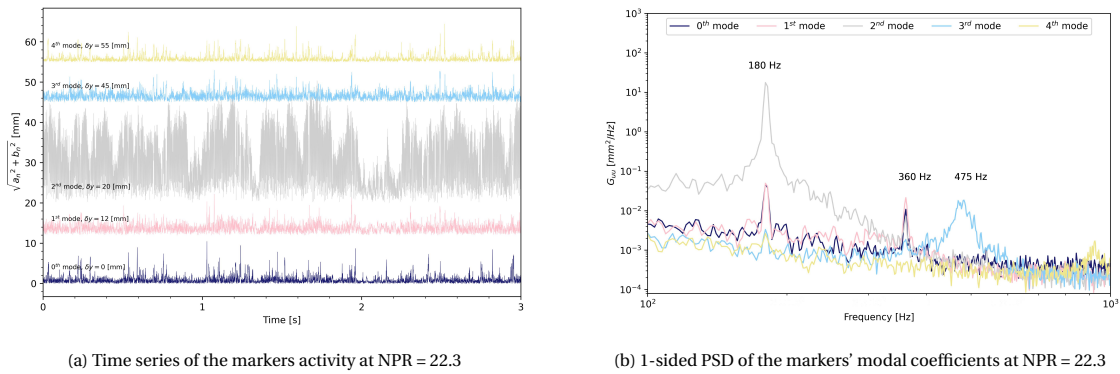 60
50
40
30
20
10
0
√aₙ² + bₙ² [mm]
4th mode, δy = 55 [mm]
3rd mode, δy = 45 [mm]
2nd mode, δy = 20 [mm]
1st mode, δy = 12 [mm]
0th mode, δy = 0 [mm]
0 1 2 3
Time [s]
(a) Time series of the markers activity at NPR = 22.3
0th mode 1st mode 2nd mode 3rd mode 4th mode
10³
10²
10¹
10⁰
10⁻¹
10⁻²
10⁻³
10⁻⁴
Gᵤᵤ [mm²/Hz]
180 Hz
360 Hz 475 Hz
10² 10³
Frequency [Hz]
(b) 1-sided PSD of the markers' modal coefficients at NPR = 22.3